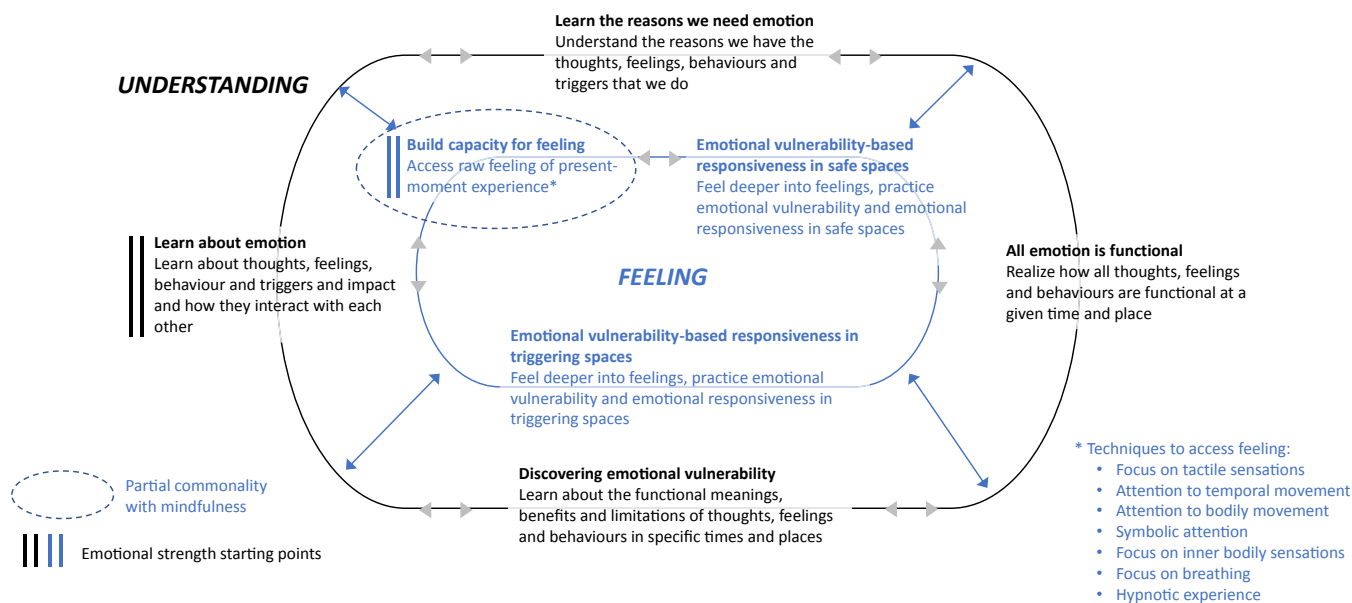 Learn the reasons we need emotion
Understand the reasons we have the
thoughts, feelings, behaviours and
triggers that we do
UNDERSTANDING
Build capacity for feeling
Access raw feeling of present-
moment experience*
Emotional vulnerability-based
responsiveness in safe spaces
Feel deeper into feelings, practice
emotional vulnerability and emotional
responsiveness in safe spaces
Learn about emotion
Learn about thoughts, feelings,
behaviour and triggers and impact
and how they interact with each
other
FEELING
All emotion is functional
Realize how all thoughts, feelings
and behaviours are functional at a
given time and place
Emotional vulnerability-based responsiveness in
triggering spaces
Feel deeper into feelings, practice emotional
vulnerability and emotional responsiveness in
triggering spaces
Discovering emotional vulnerability
Learn about the functional meanings,
benefits and limitations of thoughts, feelings
and behaviours in specific times and places
Partial commonality
with mindfulness
Emotional strength starting points
* Techniques to access feeling:
• Focus on tactile sensations
• Attention to temporal movement
• Attention to bodily movement
• Symbolic attention
• Focus on inner bodily sensations
• Focus on breathing
• Hypnotic experience